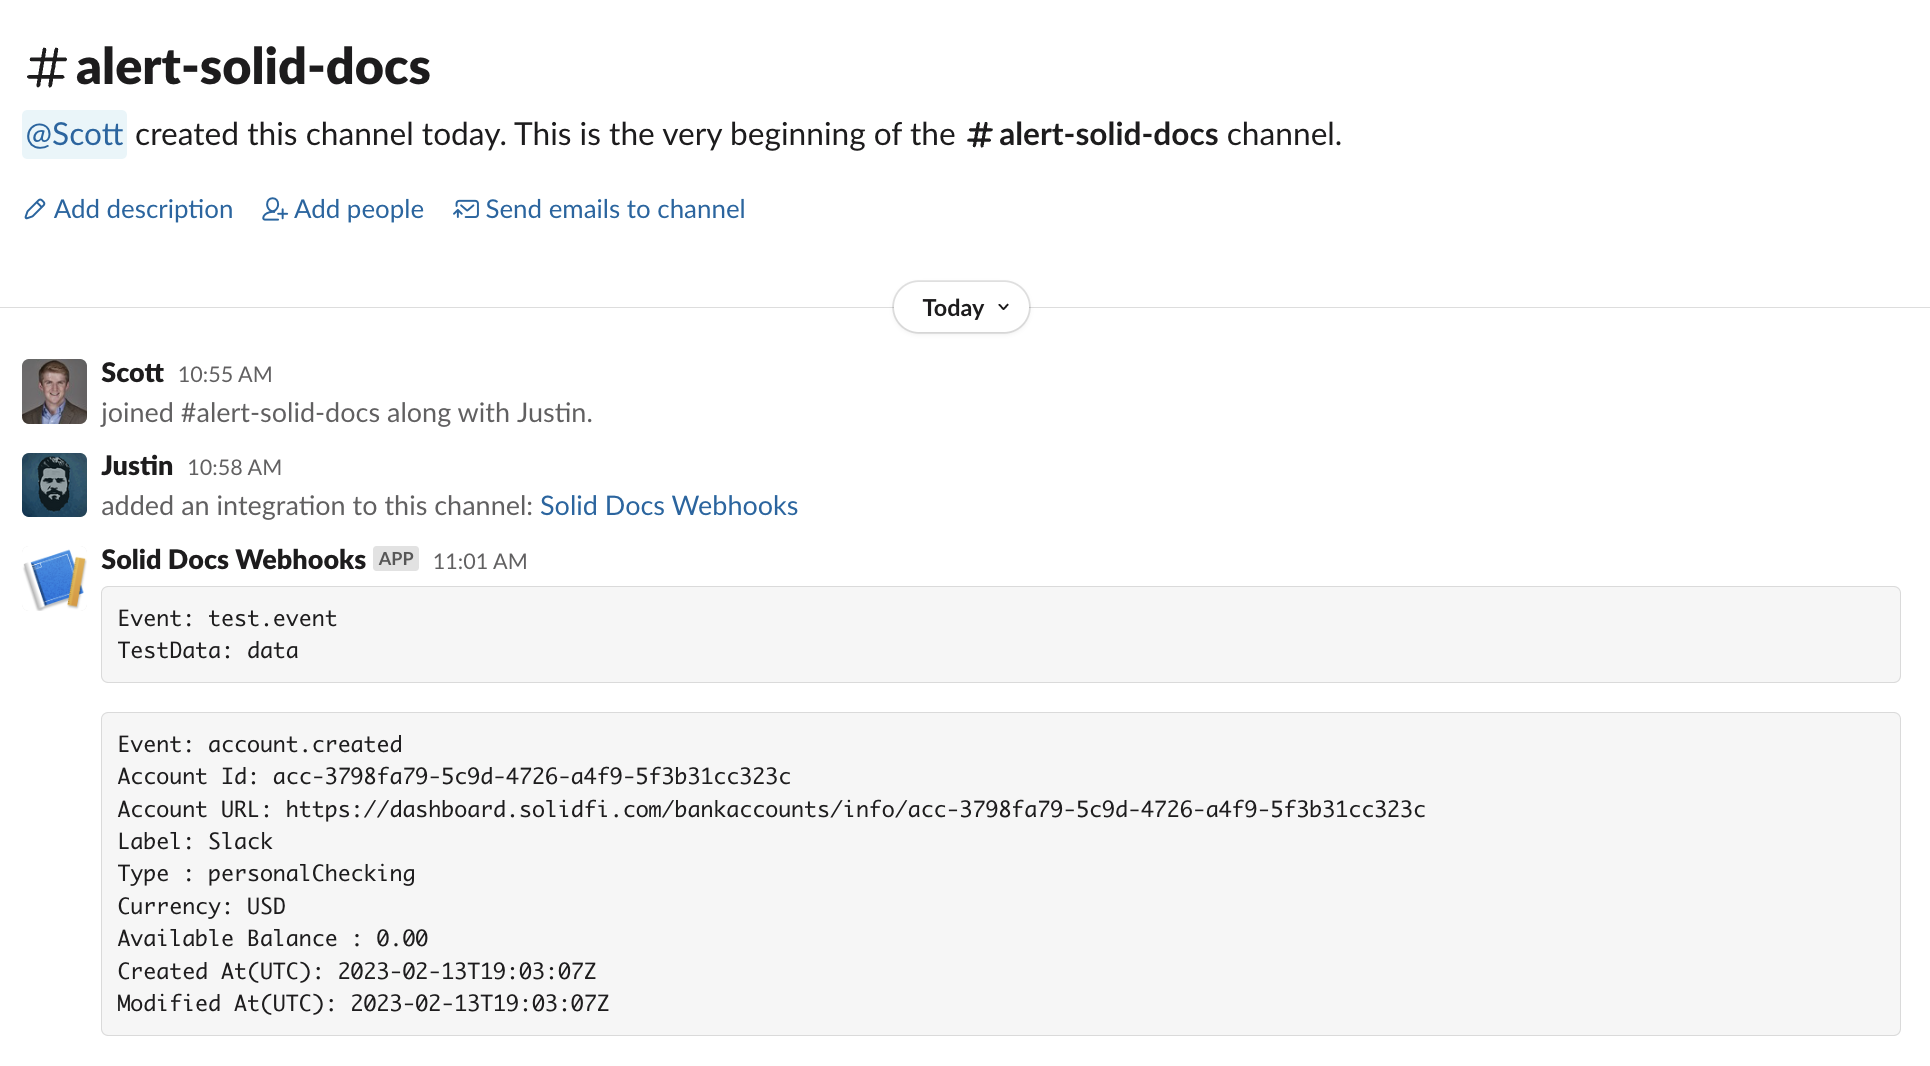 # alert-solid-docs
@Scott created this channel today. This is the very beginning of the # alert-solid-docs channel.
Add description Add people Send emails to channel
Today
Scott 10:55 AM
joined #alert-solid-docs along with Justin.
Justin 10:58 AM
added an integration to this channel: Solid Docs Webhooks
Solid Docs Webhooks APP 11:01 AM
Event: test.event
TestData: data
Event: account.created
Account Id: acc-3798fa79-5c9d-4726-a4f9-5f3b31cc323c
Account URL: https://dashboard.solidfi.com/bankaccounts/info/acc-3798fa79-5c9d-4726-a4f9-5f3b31cc323c
Label: Slack
Type : personalChecking
Currency: USD
Available Balance : 0.00
Created At(UTC): 2023-02-13T19:03:07Z
Modified At(UTC): 2023-02-13T19:03:07Z